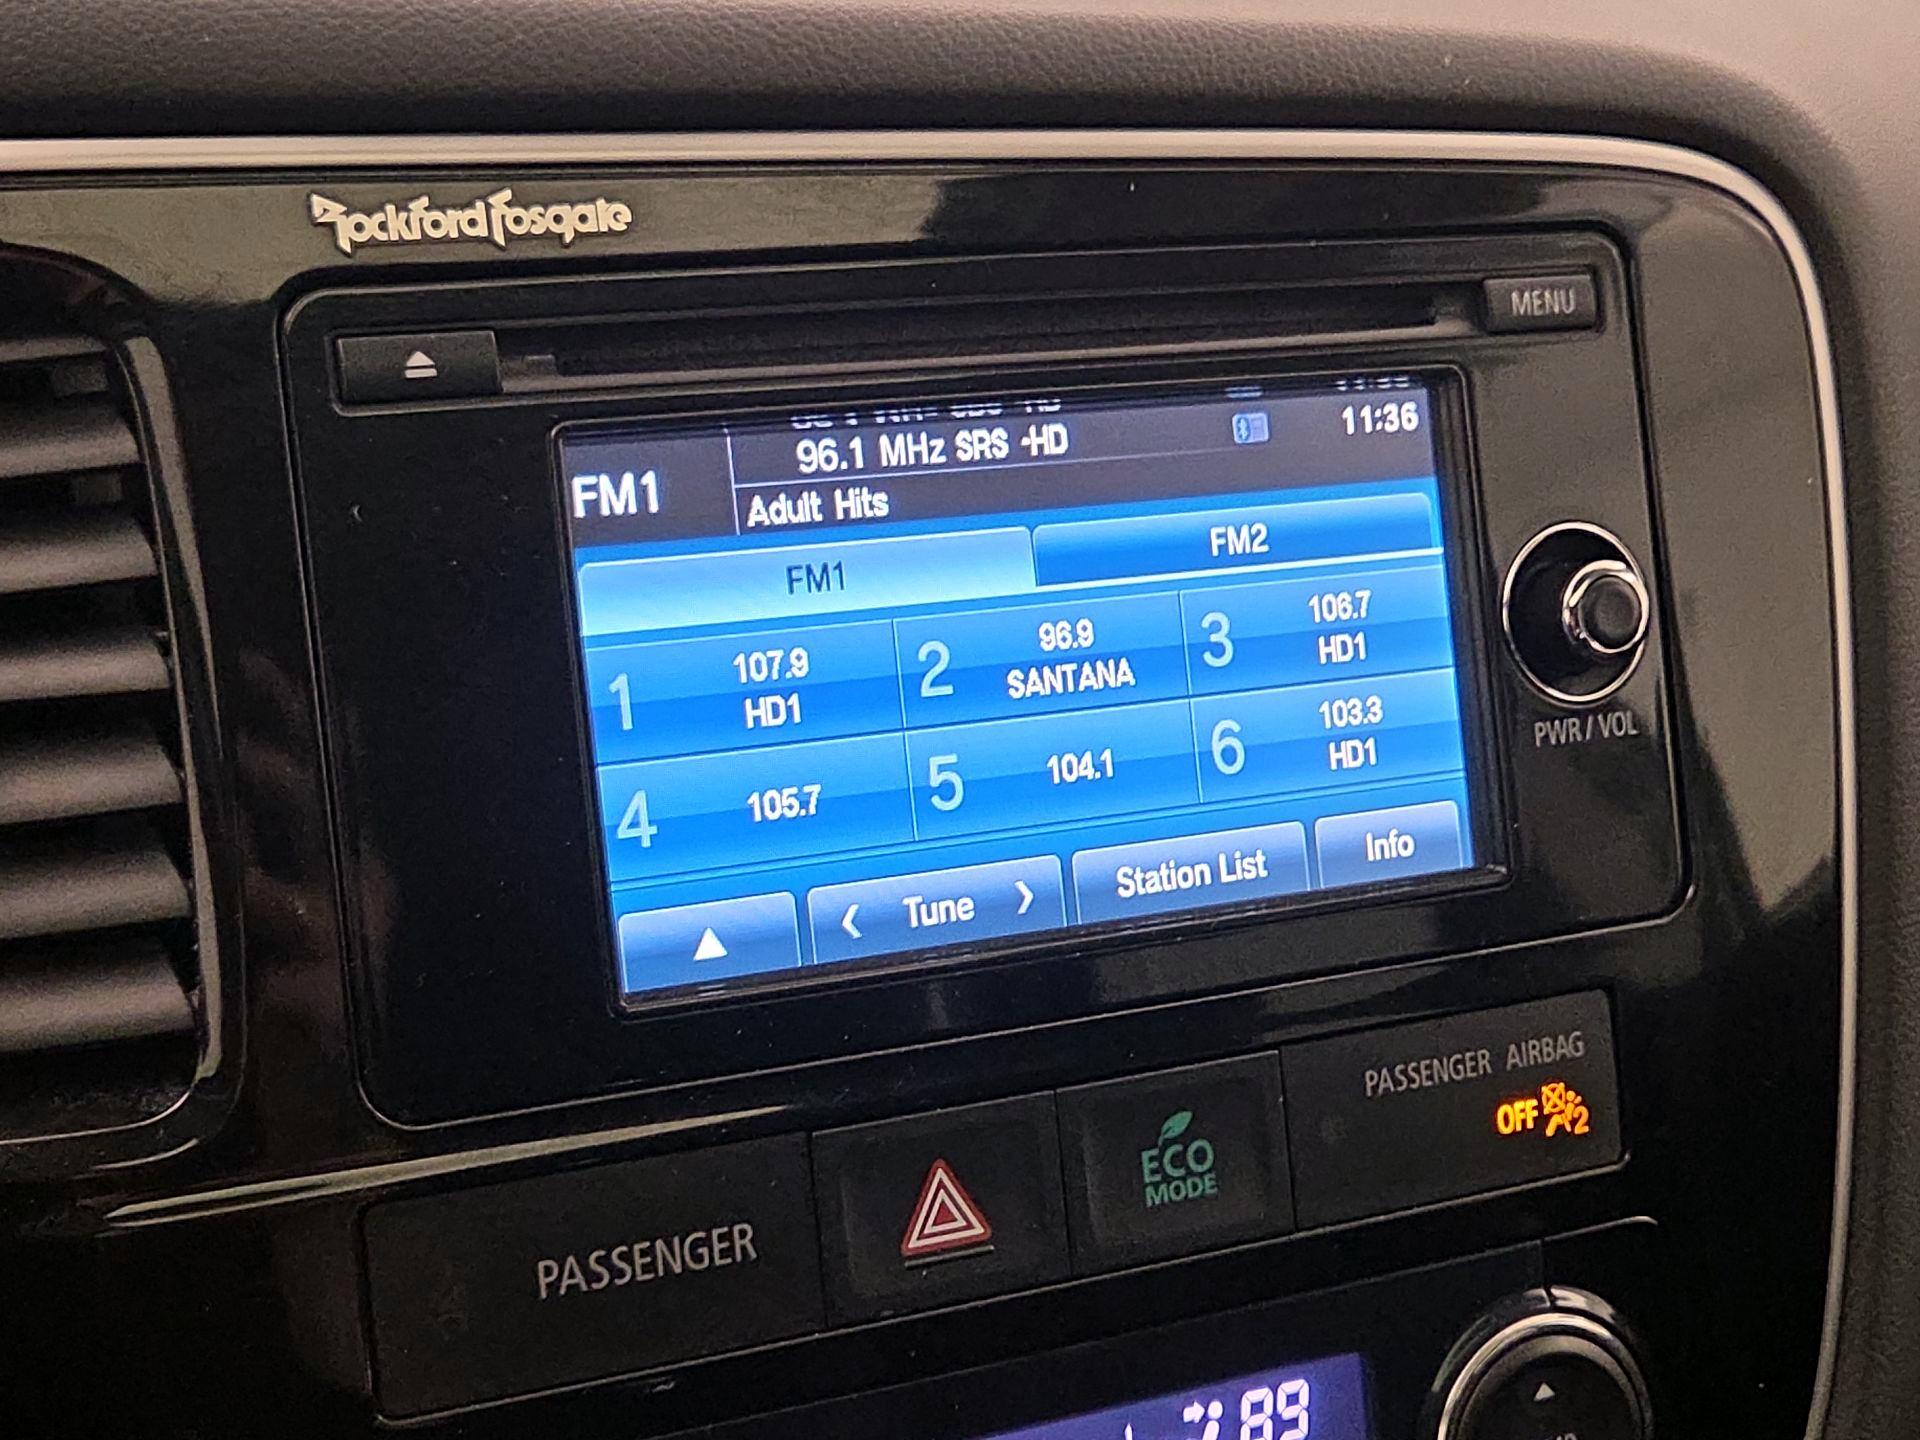 Rockford Fosgate
MENU
96.1 MHz SRS -HD
11:36
FM1
Adult Hits
FM1
FM2
1
107.9
HD1
2
96.9
SANTANA
3
106.7
HD1
4
105.7
5
104.1
6
103.3
HD1
Tune
Station List
Info
PWR/VOL
PASSENGER
ECO
MODE
PASSENGER AIRBAG
OFF 2
89